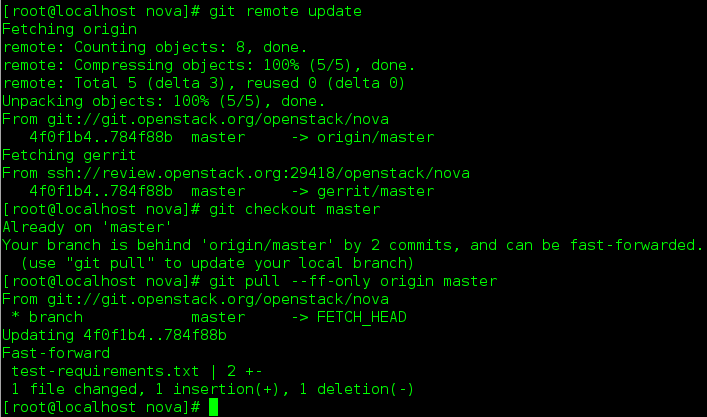 [root@localhost nova]# git remote update
Fetching origin
remote: Counting objects: 8, done.
remote: Compressing objects: 100% (5/5), done.
remote: Total 5 (delta 3), reused 0 (delta 0)
Unpacking objects: 100% (5/5), done.
From git://git.openstack.org/openstack/nova
   4f0f1b4..784f88b  master     -> origin/master
Fetching gerrit
From ssh://review.openstack.org:29418/openstack/nova
   4f0f1b4..784f88b  master     -> gerrit/master
[root@localhost nova]# git checkout master
Already on 'master'
Your branch is behind 'origin/master' by 2 commits, and can be fast-forwarded.
  (use "git pull" to update your local branch)
[root@localhost nova]# git pull --ff-only origin master
From git://git.openstack.org/openstack/nova
 * branch            master     -> FETCH_HEAD
Updating 4f0f1b4..784f88b
Fast-forward
 test-requirements.txt | 2 +-
 1 file changed, 1 insertion(+), 1 deletion(-)
[root@localhost nova]#